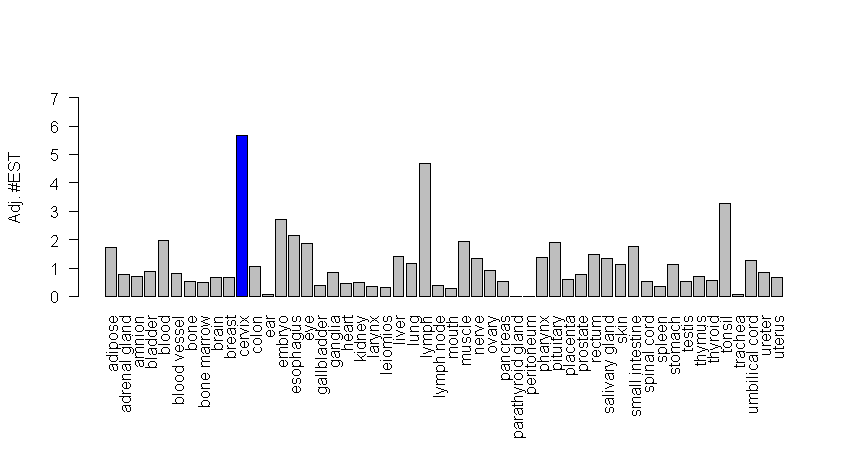 Adj. #EST
7
6
5
4
3
2
1
0
adipose
adrenal gland
amnion
bladder
blood
blood vessel
bone
bone marrow
brain
breast
cervix
colon
ear
embryo
esophagus
eye
gallbladder
ganglia
heart
kidney
larynx
leiomios
liver
lung
lymph
lymph node
mouth
muscle
nerve
ovary
pancreas
parathyroid gland
peritoneum
pharynx
pituitary
placenta
prostate
rectum
salivary gland
skin
small intestine
spinal cord
spleen
stomach
testis
thymus
thyroid
tonsil
trachea
umbilical cord
ureter
uterus